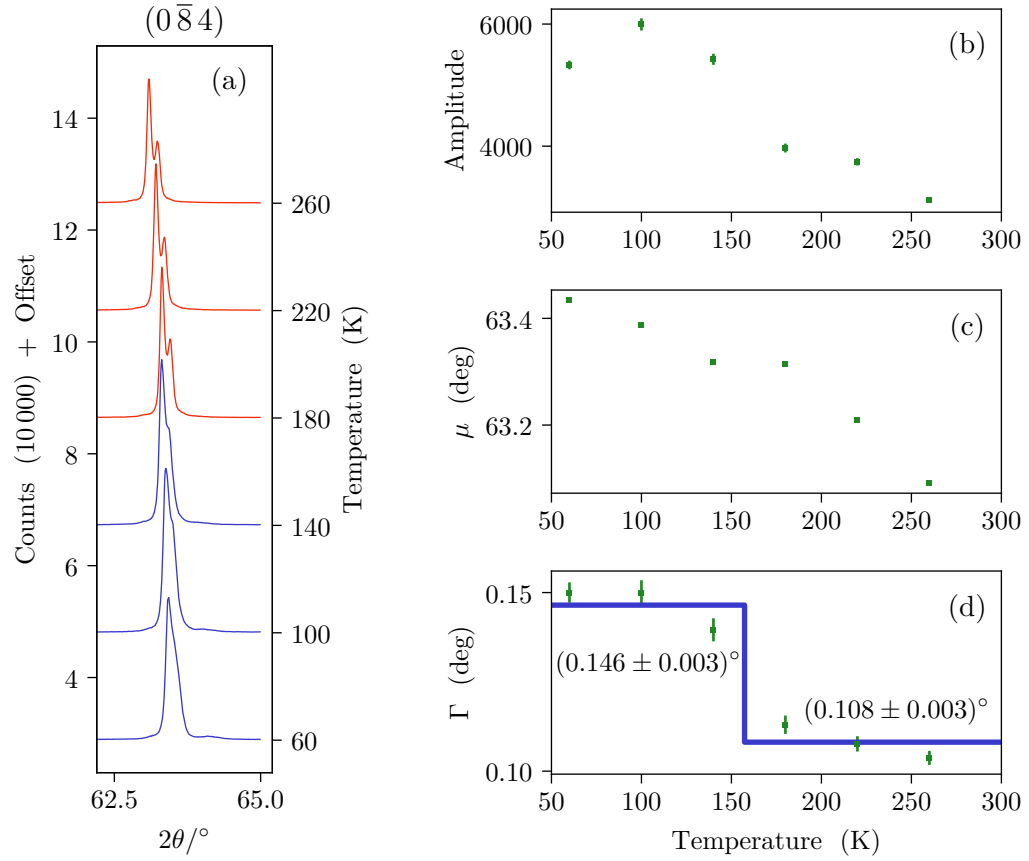 (0 8̅ 4)
(a)
14
12
10
8
6
4
Counts (10 000) + Offset
260
220
180
140
100
60
Temperature (K)
62.5 65.0
2θ/°
(b)
6000
4000
Amplitude
50 100 150 200 250 300
(c)
63.4
63.2
μ (deg)
50 100 150 200 250 300
(d)
0.15
0.10
Γ (deg)
(0.146 ± 0.003)°
(0.108 ± 0.003)°
50 100 150 200 250 300
Temperature (K)